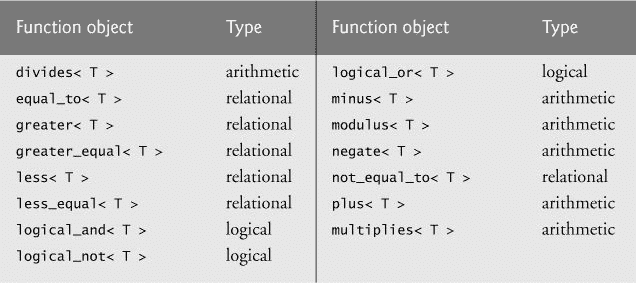 Function object Type Function object Type
divides< T > arithmetic logical_or< T > logical
equal_to< T > relational minus< T > arithmetic
greater< T > relational modulus< T > arithmetic
greater_equal< T > relational negate< T > arithmetic
less< T > relational not_equal_to< T > relational
less_equal< T > relational plus< T > arithmetic
logical_and< T > logical multiplies< T > arithmetic
logical_not< T > logical